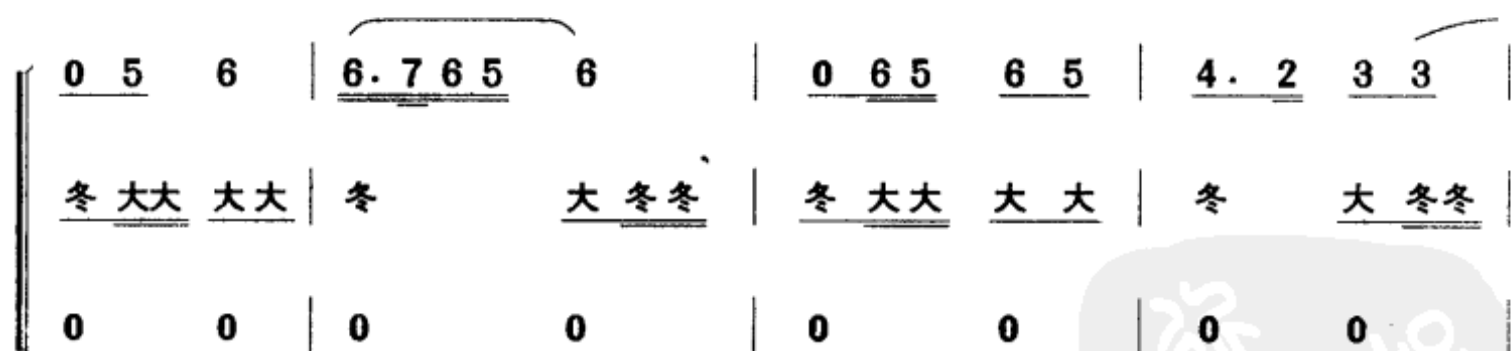 0 5 6 | 6. 7 6 5 6 | 0 6 5 6 5 | 4. 2 3 3 |
冬 大大 大大 | 冬 大 冬冬、 | 冬 大大 大 大 | 冬 大 冬冬 |
0 0 | 0 0 | 0 0 | 0 0 |